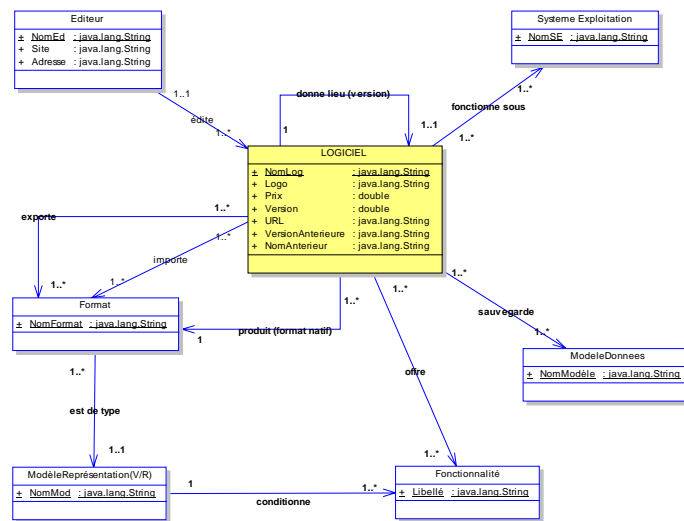 Editeur
+ NomEd : java.lang.String
+ Site : java.lang.String
+ Adresse : java.lang.String
Systeme Exploitation
+ NomSE : java.lang.String
1..1
édite
1..*
donne lieu (version)
1
1..1
fonctionne sous
1..*
1..*
LOGICIEL
+ NomLog : java.lang.String
+ Logo : java.lang.String
+ Prix : double
+ Version : double
+ URL : java.lang.String
+ VersionAnterieure : java.lang.String
+ NomAnterieur : java.lang.String
1..*
exporte
1..*
1..*
importe
1..*
Format
+ NomFormat : java.lang.String
1..*
produit (format natif)
1
1..*
offre
1..*
1..*
sauvegarde
1..*
ModeleDonnees
+ NomModèle : java.lang.String
1..*
est de type
1..1
ModèleReprésentation(V/R)
+ NomMod : java.lang.String
1
conditionne
1..*
Fonctionnalité
+ Libellé : java.lang.String